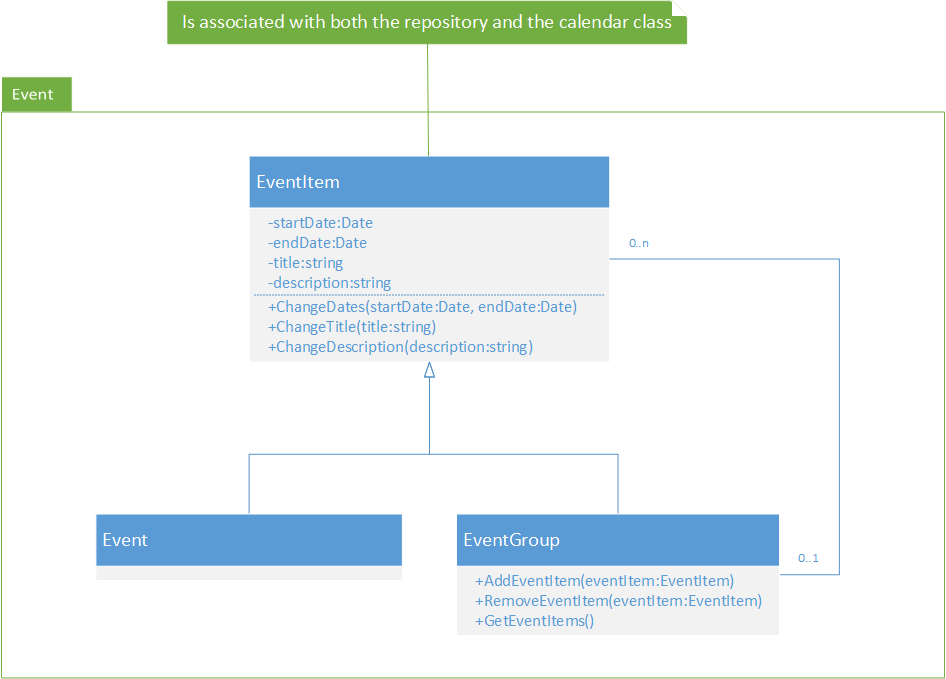 Is associated with both the repository and the calendar class
Event
EventItem
-startDate:Date
-endDate:Date
-title:string
-description:string
+ChangeDates(startDate:Date, endDate:Date)
+ChangeTitle(title:string)
+ChangeDescription(description:string)
0..n
Event
EventGroup
+AddEventItem(eventItem:EventItem)
+RemoveEventItem(eventItem:EventItem)
+GetEventItems()
0..1